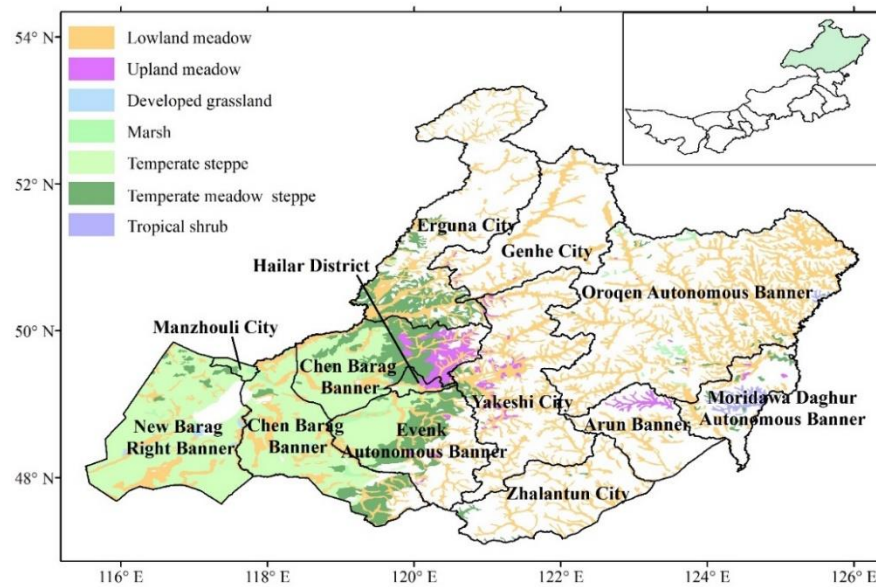 54° N
52° N
50° N
48° N
Lowland meadow
Upland meadow
Developed grassland
Marsh
Temperate steppe
Temperate meadow steppe
Tropical shrub
Erguna City
Genhe City
Hailar District
Oroqen Autonomous Banner
Manzhouli City
Chen Barag
Banner
Yakeshi City
Moridawa Daghur
Autonomous Banner
New Barag
Right Banner
Chen Barag
Banner
Evenk
Autonomous Banner
Arun Banner
Zhalantun City
116° E
118° E
120° E
122° E
124° E
126° E